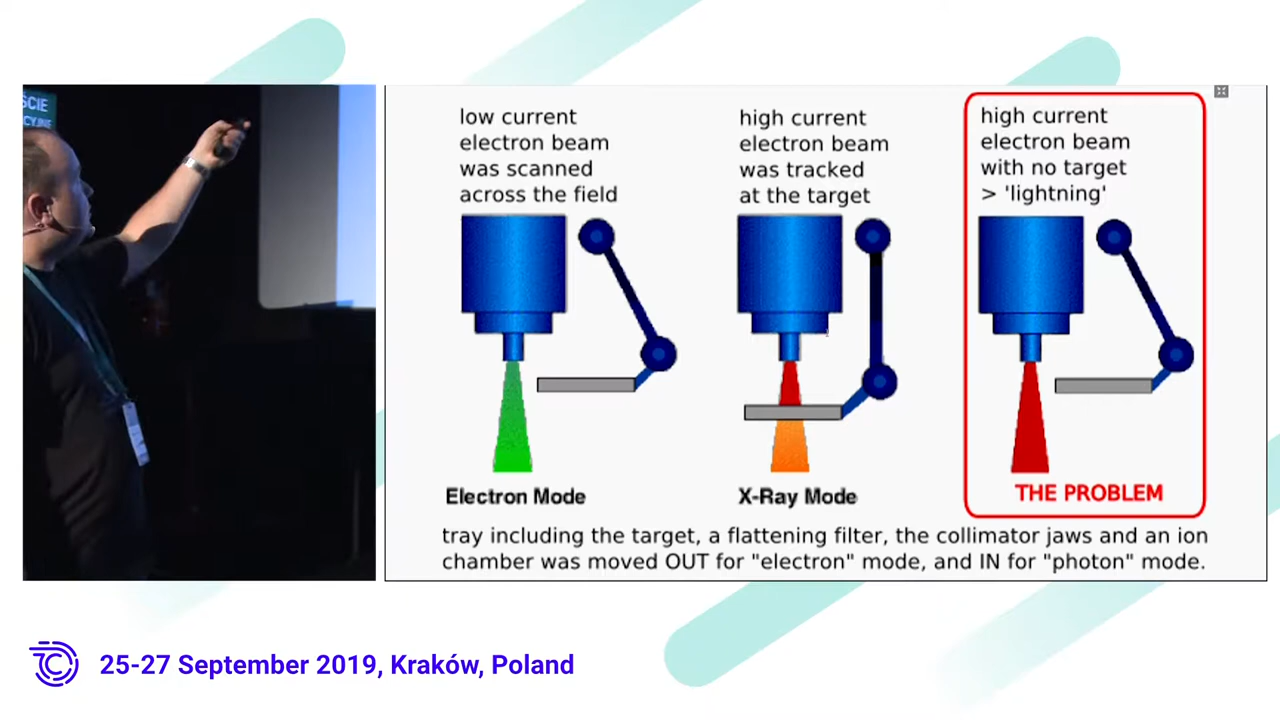 ŚCIE
CYJNE
low current
electron beam
was scanned
across the field
high current
electron beam
was tracked
at the target
high current
electron beam
with no target
> 'lightning'
Electron Mode
X-Ray Mode
THE PROBLEM
tray including the target, a flattening filter, the collimator jaws and an ion
chamber was moved OUT for "electron" mode, and IN for "photon" mode.
25-27 September 2019, Kraków, Poland